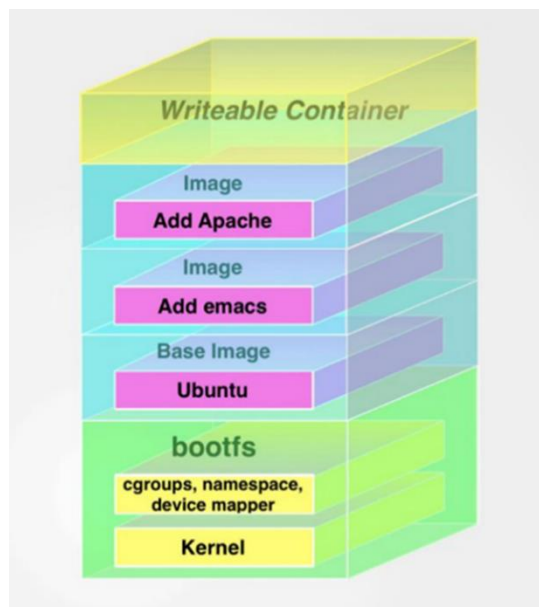 Writeable Container
Image
Add Apache
Image
Add emacs
Base Image
Ubuntu
bootfs
cgroups, namespace,
device mapper
Kernel